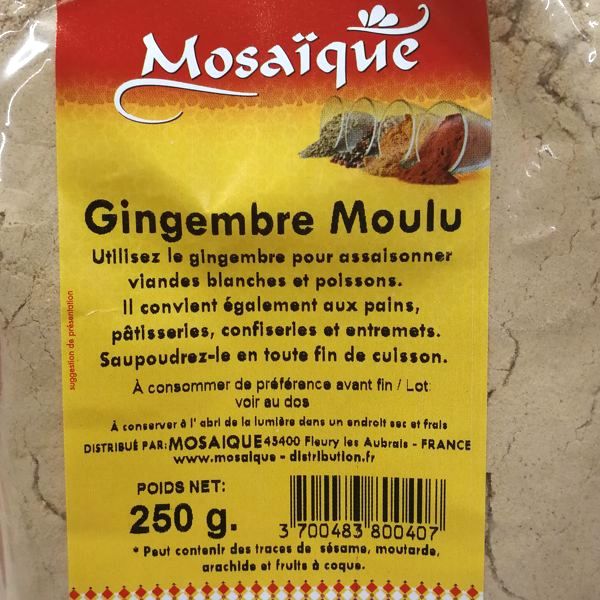 Mosaïque
Gingembre Moulu
Utilisez le gingembre pour assaisonner
viandes blanches et poissons.
Il convient également aux pains,
pâtisseries, confiseries et entremets.
Saupoudrez-le en toute fin de cuisson.
suggestion de présentation
À consommer de préférence avant fin / Lot:
voir au dos
À conserver à l' abri de la lumière dans un endroit sec et frais
DISTRIBUÉ PAR: MOSAIQUE 45400 Fleury les Aubrais - FRANCE
www.mosaique - distribution.fr
POIDS NET:
250 g.
3 700483 800407
* Peut contenir des traces de sésame, moutarde,
arachide et fruits à coque.